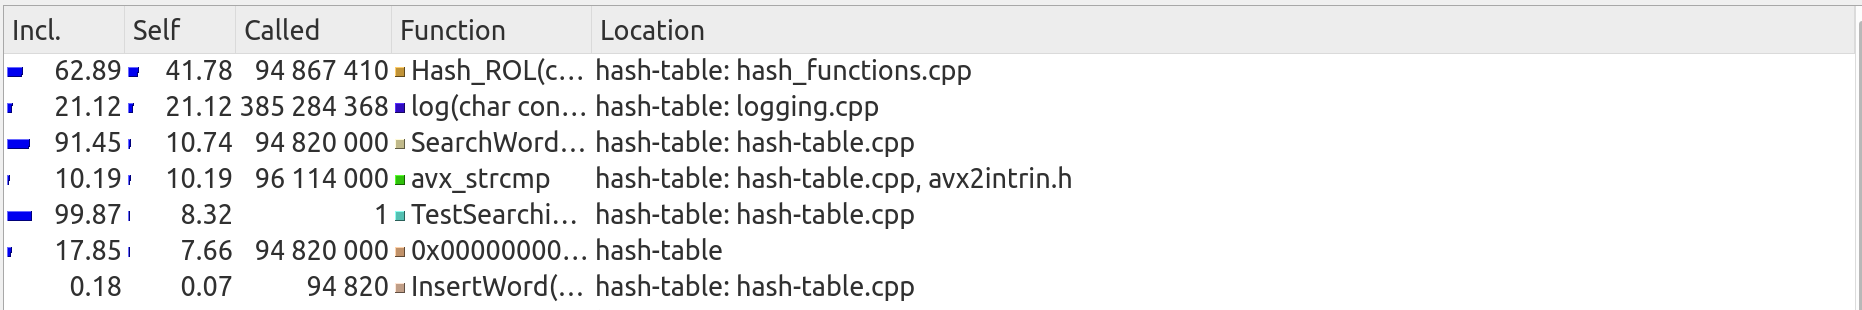 Incl. Self Called Function Location
62.89 41.78 94 867 410 Hash_ROL(c... hash-table: hash_functions.cpp
21.12 21.12 385 284 368 log(char con... hash-table: logging.cpp
91.45 10.74 94 820 000 SearchWord... hash-table: hash-table.cpp
10.19 10.19 96 114 000 avx_strcmp hash-table: hash-table.cpp, avx2intrin.h
99.87 8.32 1 TestSearchi... hash-table: hash-table.cpp
17.85 7.66 94 820 000 0x00000000... hash-table
0.18 0.07 94 820 InsertWord(... hash-table: hash-table.cpp